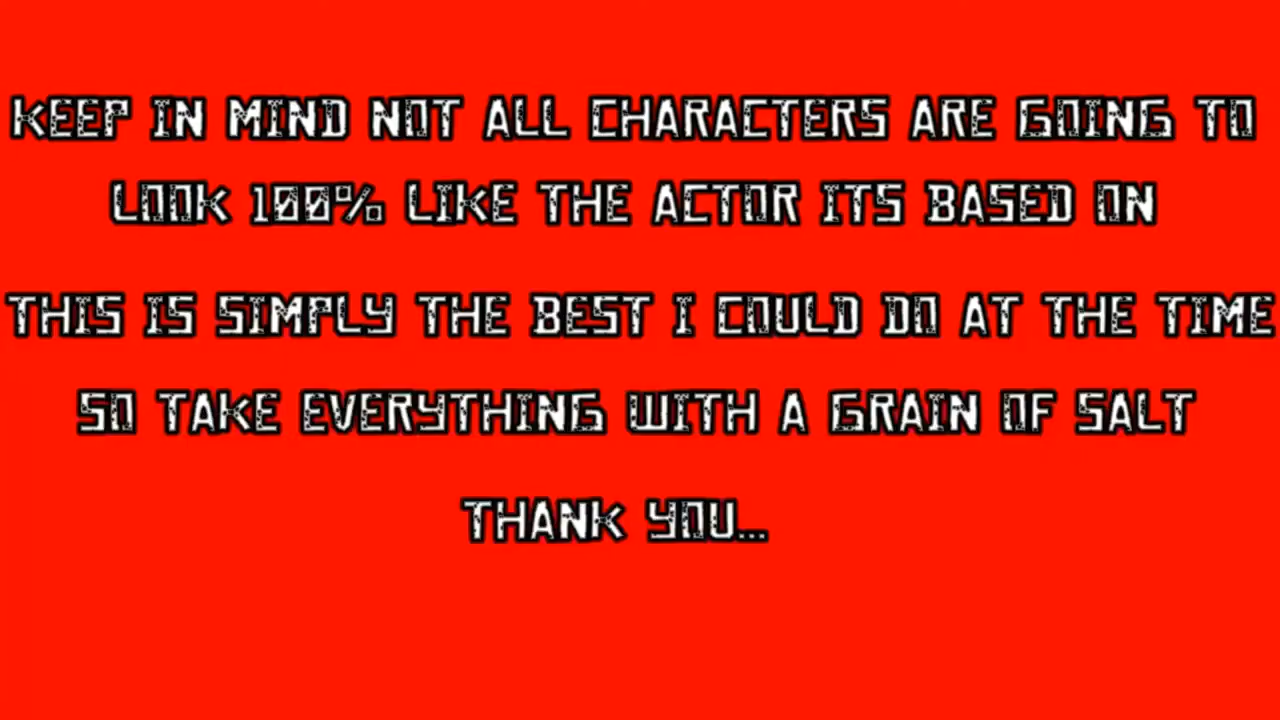 KEEP IN MIND NOT ALL CHARACTERS ARE GOING TO
LOOK 100% LIKE THE ACTOR ITS BASED ON
THIS IS SIMPLY THE BEST I COULD DO AT THE TIME
SO TAKE EVERYTHING WITH A GRAIN OF SALT
THANK YOU...